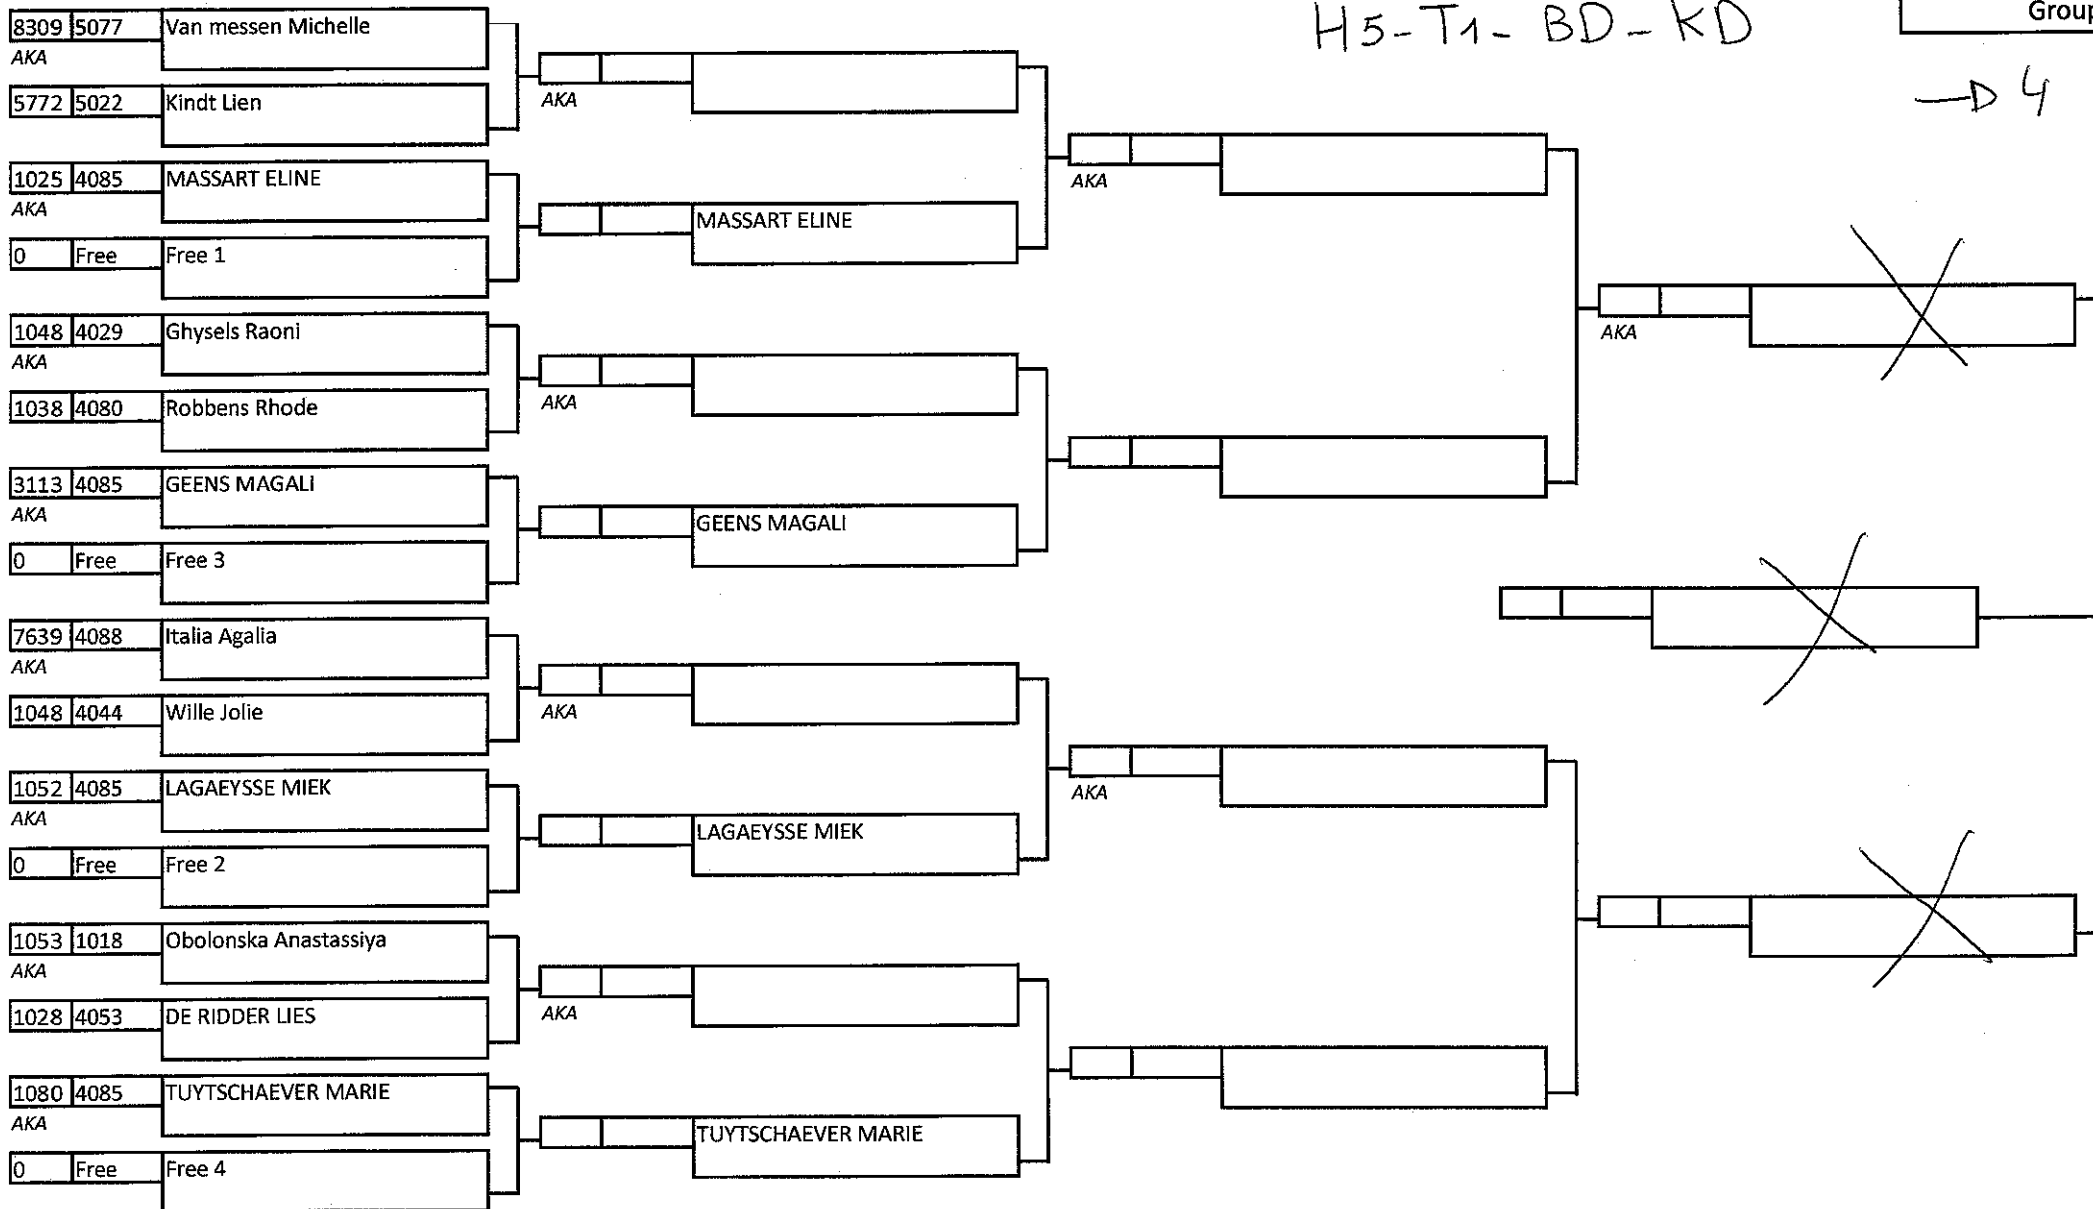 H5-T1- BD-KD
Group
4
8309 5077 Van messen Michelle
AKA
AKA
5772 5022 Kindt Lien
AKA
1025 4085 MASSART ELINE
AKA
MASSART ELINE
0 Free Free 1
1048 4029 Ghysels Raoni
AKA
AKA
AKA
1038 4080 Robbens Rhode
3113 4085 GEENS MAGALI
AKA
GEENS MAGALI
0 Free Free 3
7639 4088 Italia Agalia
AKA
1048 4044 Wille Jolie
AKA
1052 4085 LAGAEYSSE MIEK
AKA
AKA
LAGAEYSSE MIEK
0 Free Free 2
1053 1018 Obolonska Anastassiya
AKA
1028 4053 DE RIDDER LIES
AKA
1080 4085 TUYTSCHAEVER MARIE
AKA
TUYTSCHAEVER MARIE
0 Free Free 4